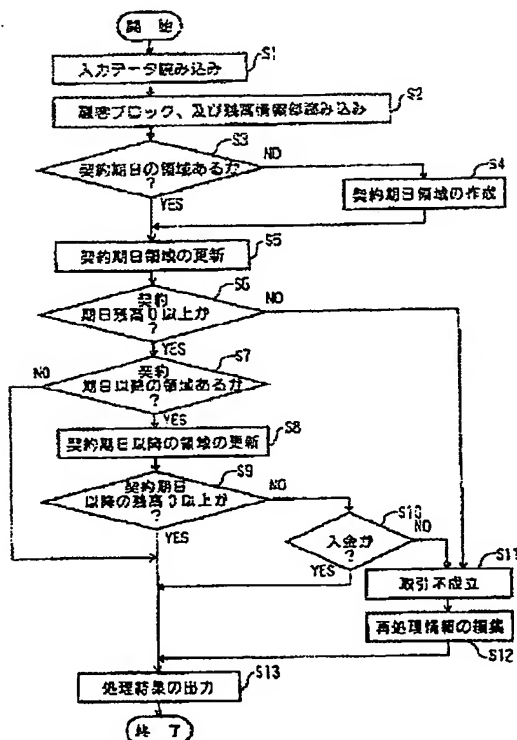 開始
S1
入力データ読み込み
S2
顧客ブロック、及び残高情報部読み込み
S3
契約期日の領域あるか
?
NO
YES
S4
契約期日領域の作成
S5
契約期日領域の更新
S6
契約
期日残高0以上か
?
NO
YES
S7
契約
期日以降の領域あるか
?
NO
YES
S8
契約期日以降の領域の更新
S9
契約期日
以降の残高0以上か
?
NO
YES
S10
入金か
?
NO
YES
S11
取引不成立
再処理情報の編集
S12
S13
処理結果の出力
終了